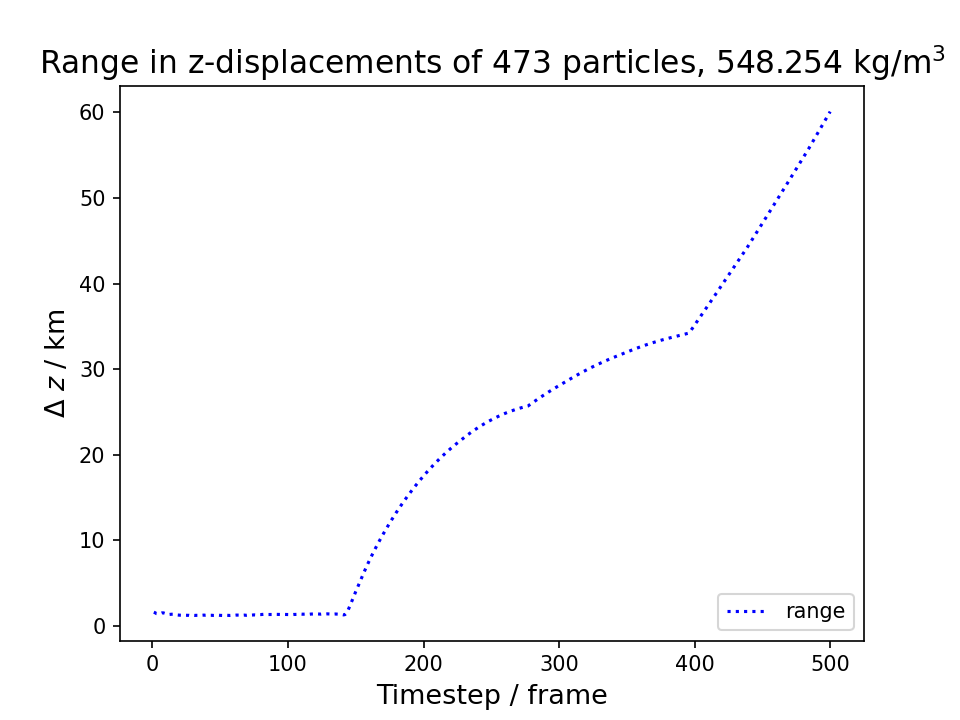 Range in z-displacements of 473 particles, 548.254 kg/m³
60
50
40
30
20
10
0
Δ z / km
range
0 100 200 300 400 500
Timestep / frame